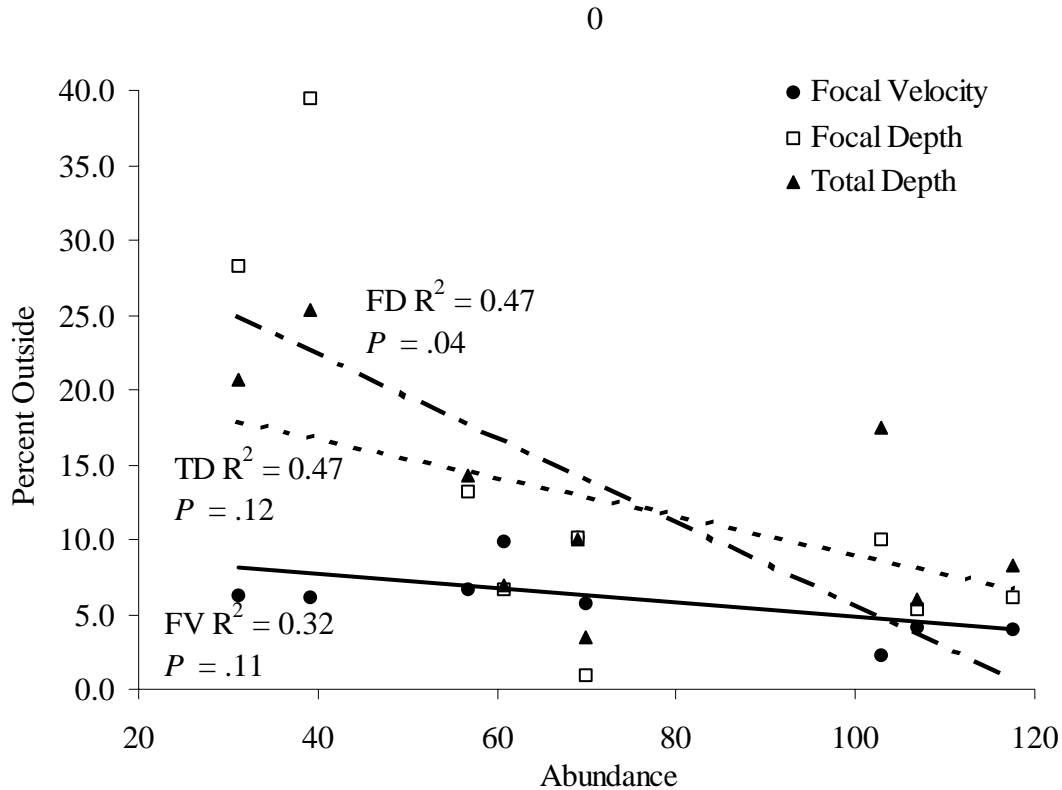 0
40.0
35.0
30.0
25.0
20.0
15.0
10.0
5.0
0.0
Percent Outside
Focal Velocity
Focal Depth
Total Depth
FD R² = 0.47
P = .04
TD R² = 0.47
P = .12
FV R² = 0.32
P = .11
20 40 60 80 100 120
Abundance